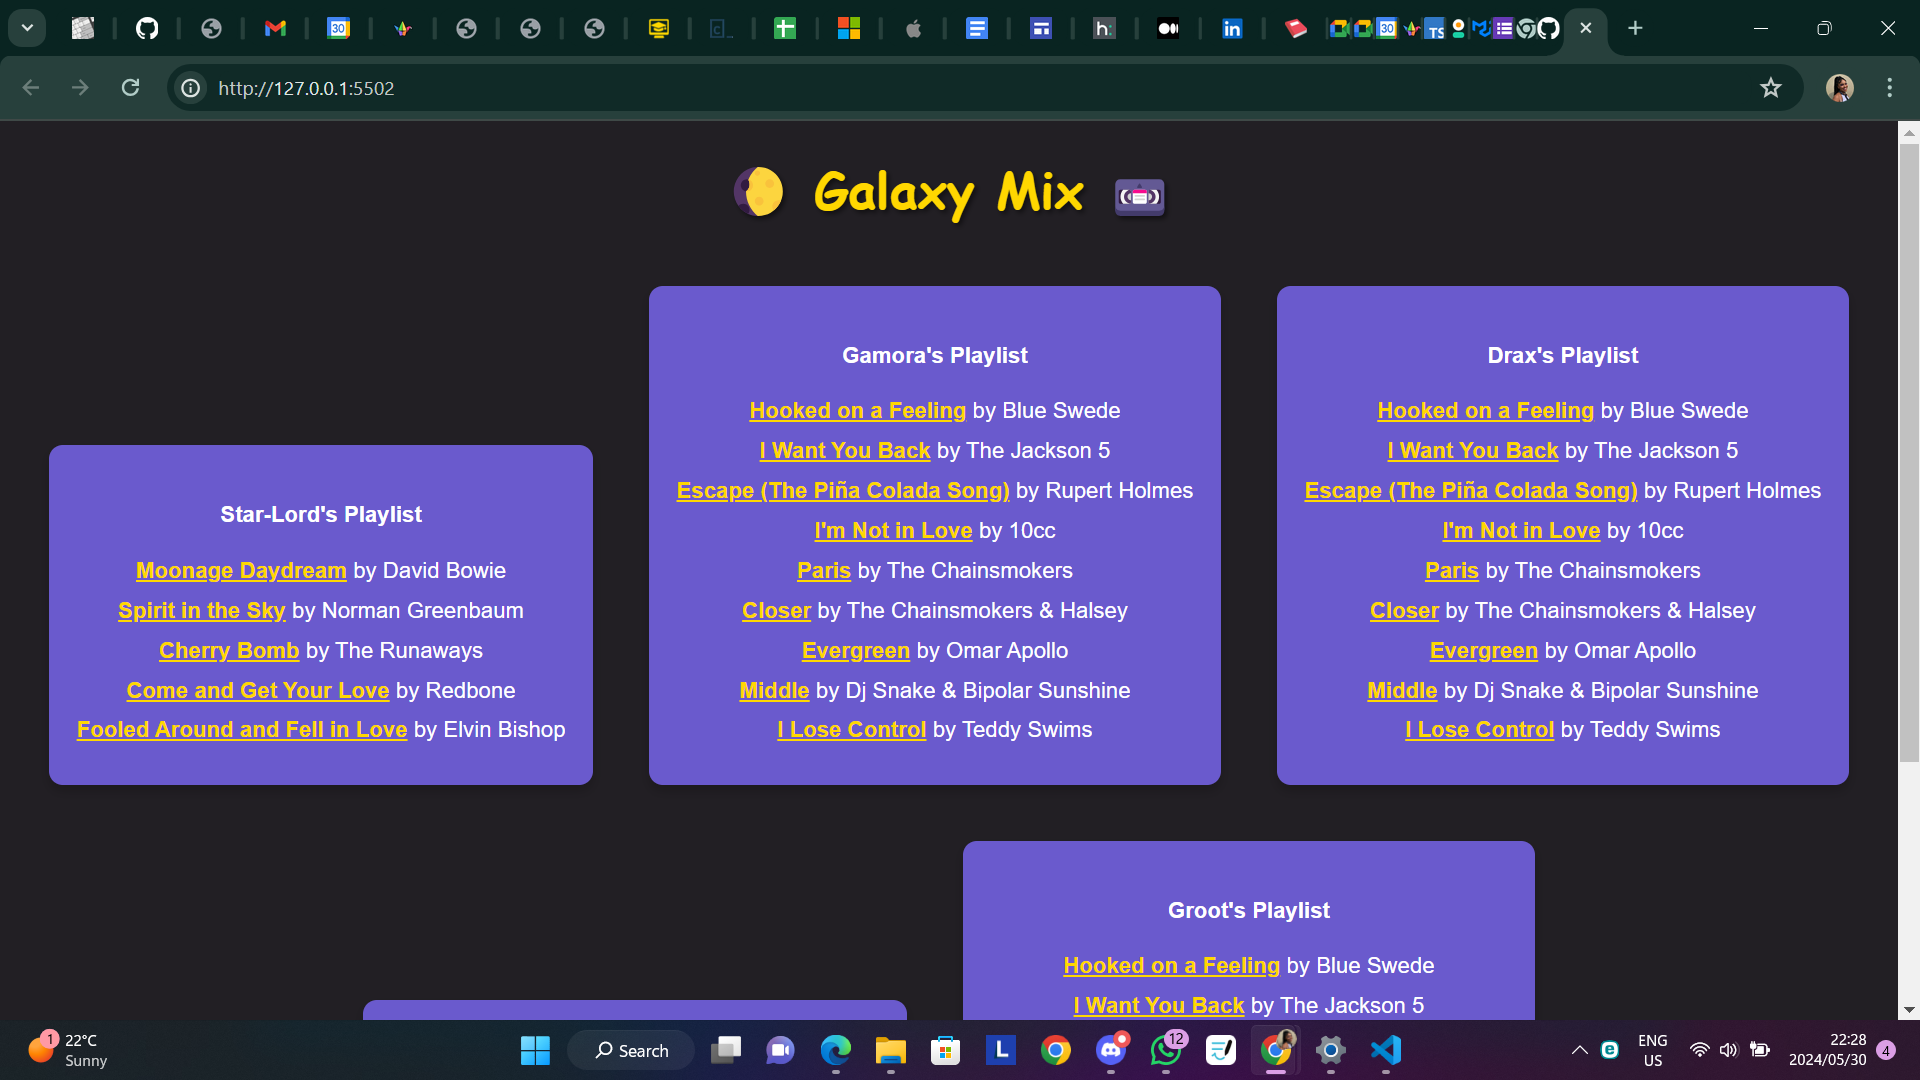 30
30
TS
http://127.0.0.1:5502
Galaxy Mix
Star-Lord's Playlist
Moonage Daydream by David Bowie
Spirit in the Sky by Norman Greenbaum
Cherry Bomb by The Runaways
Come and Get Your Love by Redbone
Fooled Around and Fell in Love by Elvin Bishop
Gamora's Playlist
Hooked on a Feeling by Blue Swede
I Want You Back by The Jackson 5
Escape (The Piña Colada Song) by Rupert Holmes
I'm Not in Love by 10cc
Paris by The Chainsmokers
Closer by The Chainsmokers & Halsey
Evergreen by Omar Apollo
Middle by Dj Snake & Bipolar Sunshine
I Lose Control by Teddy Swims
Drax's Playlist
Hooked on a Feeling by Blue Swede
I Want You Back by The Jackson 5
Escape (The Piña Colada Song) by Rupert Holmes
I'm Not in Love by 10cc
Paris by The Chainsmokers
Closer by The Chainsmokers & Halsey
Evergreen by Omar Apollo
Middle by Dj Snake & Bipolar Sunshine
I Lose Control by Teddy Swims
Groot's Playlist
Hooked on a Feeling by Blue Swede
I Want You Back by The Jackson 5
1
22°C
Sunny
Search
L
12
ENG
US
22:28
2024/05/30
4